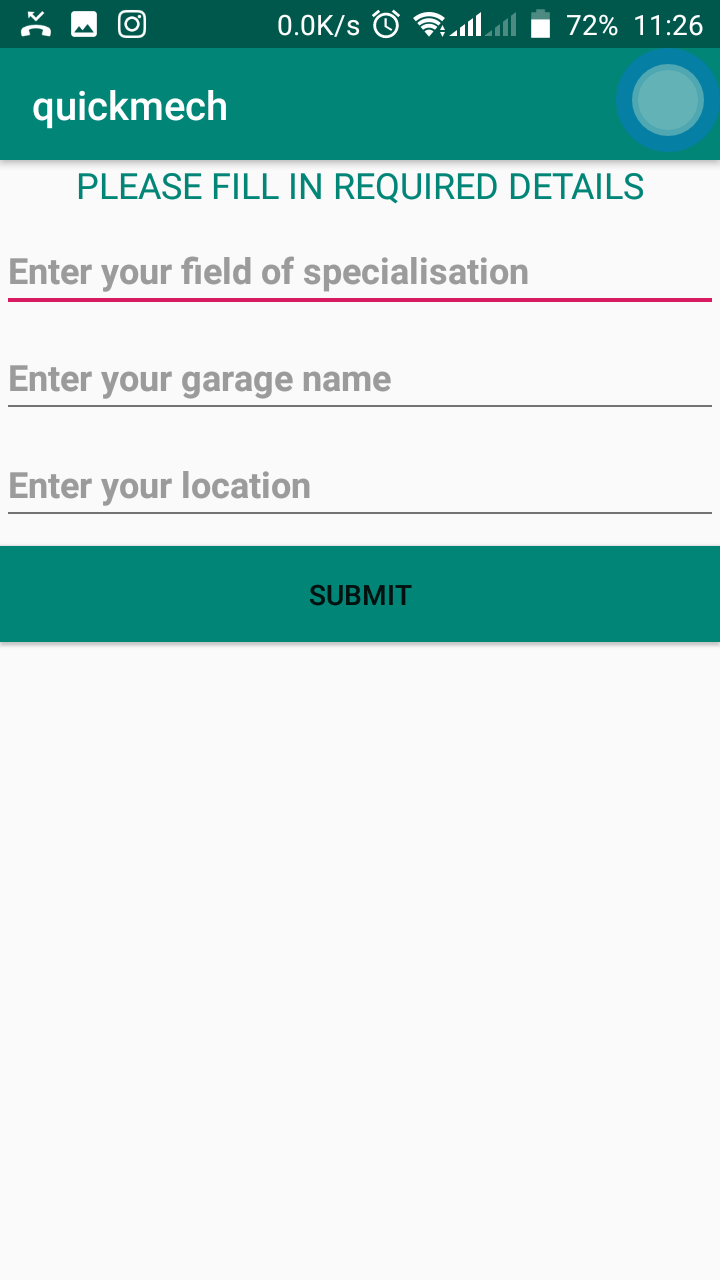 0.0K/s 72% 11:26
quickmech
PLEASE FILL IN REQUIRED DETAILS
Enter your field of specialisation
Enter your garage name
Enter your location
SUBMIT